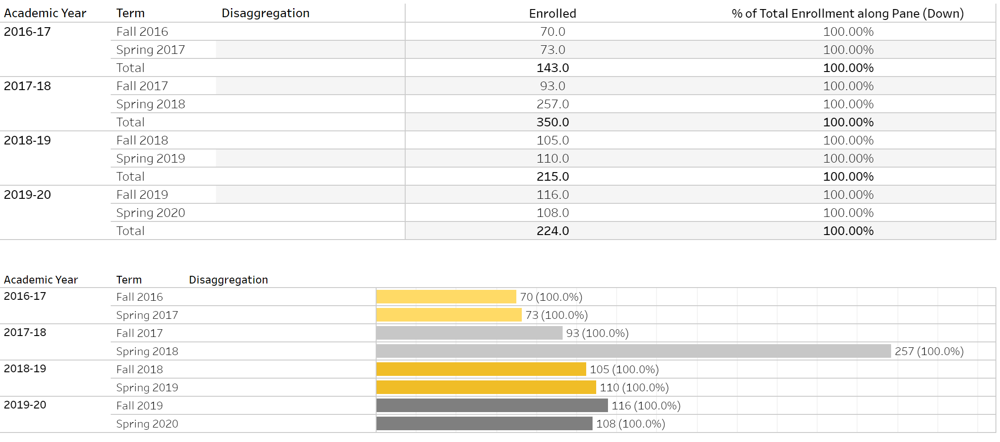 Academic Year Term Disaggregation Enrolled % of Total Enrollment along Pane (Down)
2016-17 Fall 2016 70.0 100.00%
Spring 2017 73.0 100.00%
Total 143.0 100.00%
2017-18 Fall 2017 93.0 100.00%
Spring 2018 257.0 100.00%
Total 350.0 100.00%
2018-19 Fall 2018 105.0 100.00%
Spring 2019 110.0 100.00%
Total 215.0 100.00%
2019-20 Fall 2019 116.0 100.00%
Spring 2020 108.0 100.00%
Total 224.0 100.00%
Academic Year Term Disaggregation
2016-17 Fall 2016 70 (100.0%)
Spring 2017 73 (100.0%)
2017-18 Fall 2017 93 (100.0%)
Spring 2018 257 (100.0%)
2018-19 Fall 2018 105 (100.0%)
Spring 2019 110 (100.0%)
2019-20 Fall 2019 116 (100.0%)
Spring 2020 108 (100.0%)